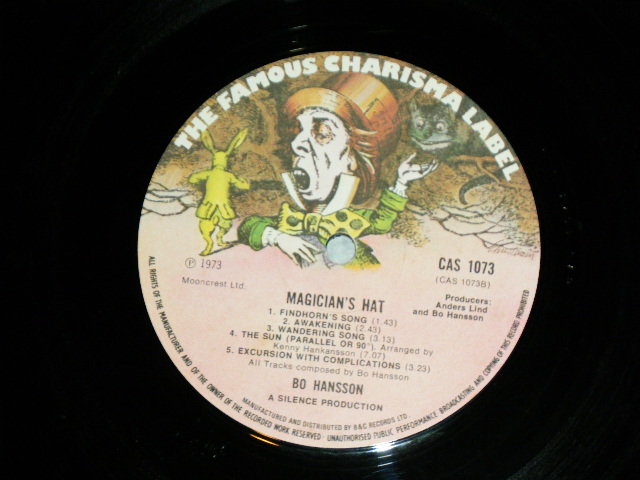 THE FAMOUS CHARISMA LABEL
℗ 1973
Mooncrest Ltd.
CAS 1073
(CAS 1073B)
Producers:
Anders Lind
and Bo Hansson
MAGICIAN'S HAT
1. FINDHORN'S SONG (1.43)
2. AWAKENING (2.43)
3. WANDERING SONG (3.13)
4. THE SUN (PARALLEL OR 90°). Arranged by
Kenny Hankansson (7.07)
5. EXCURSION WITH COMPLICATIONS (3.23)
All Tracks composed by Bo Hansson
BO HANSSON
A SILENCE PRODUCTION
MANUFACTURED AND DISTRIBUTED BY B&C RECORDS LTD.
ALL RIGHTS OF THE MANUFACTURER AND OF THE OWNER OF THE RECORDED WORK RESERVED · UNAUTHORISED PUBLIC PERFORMANCE, BROADCASTING AND COPYING OF THIS RECORD PROHIBITED